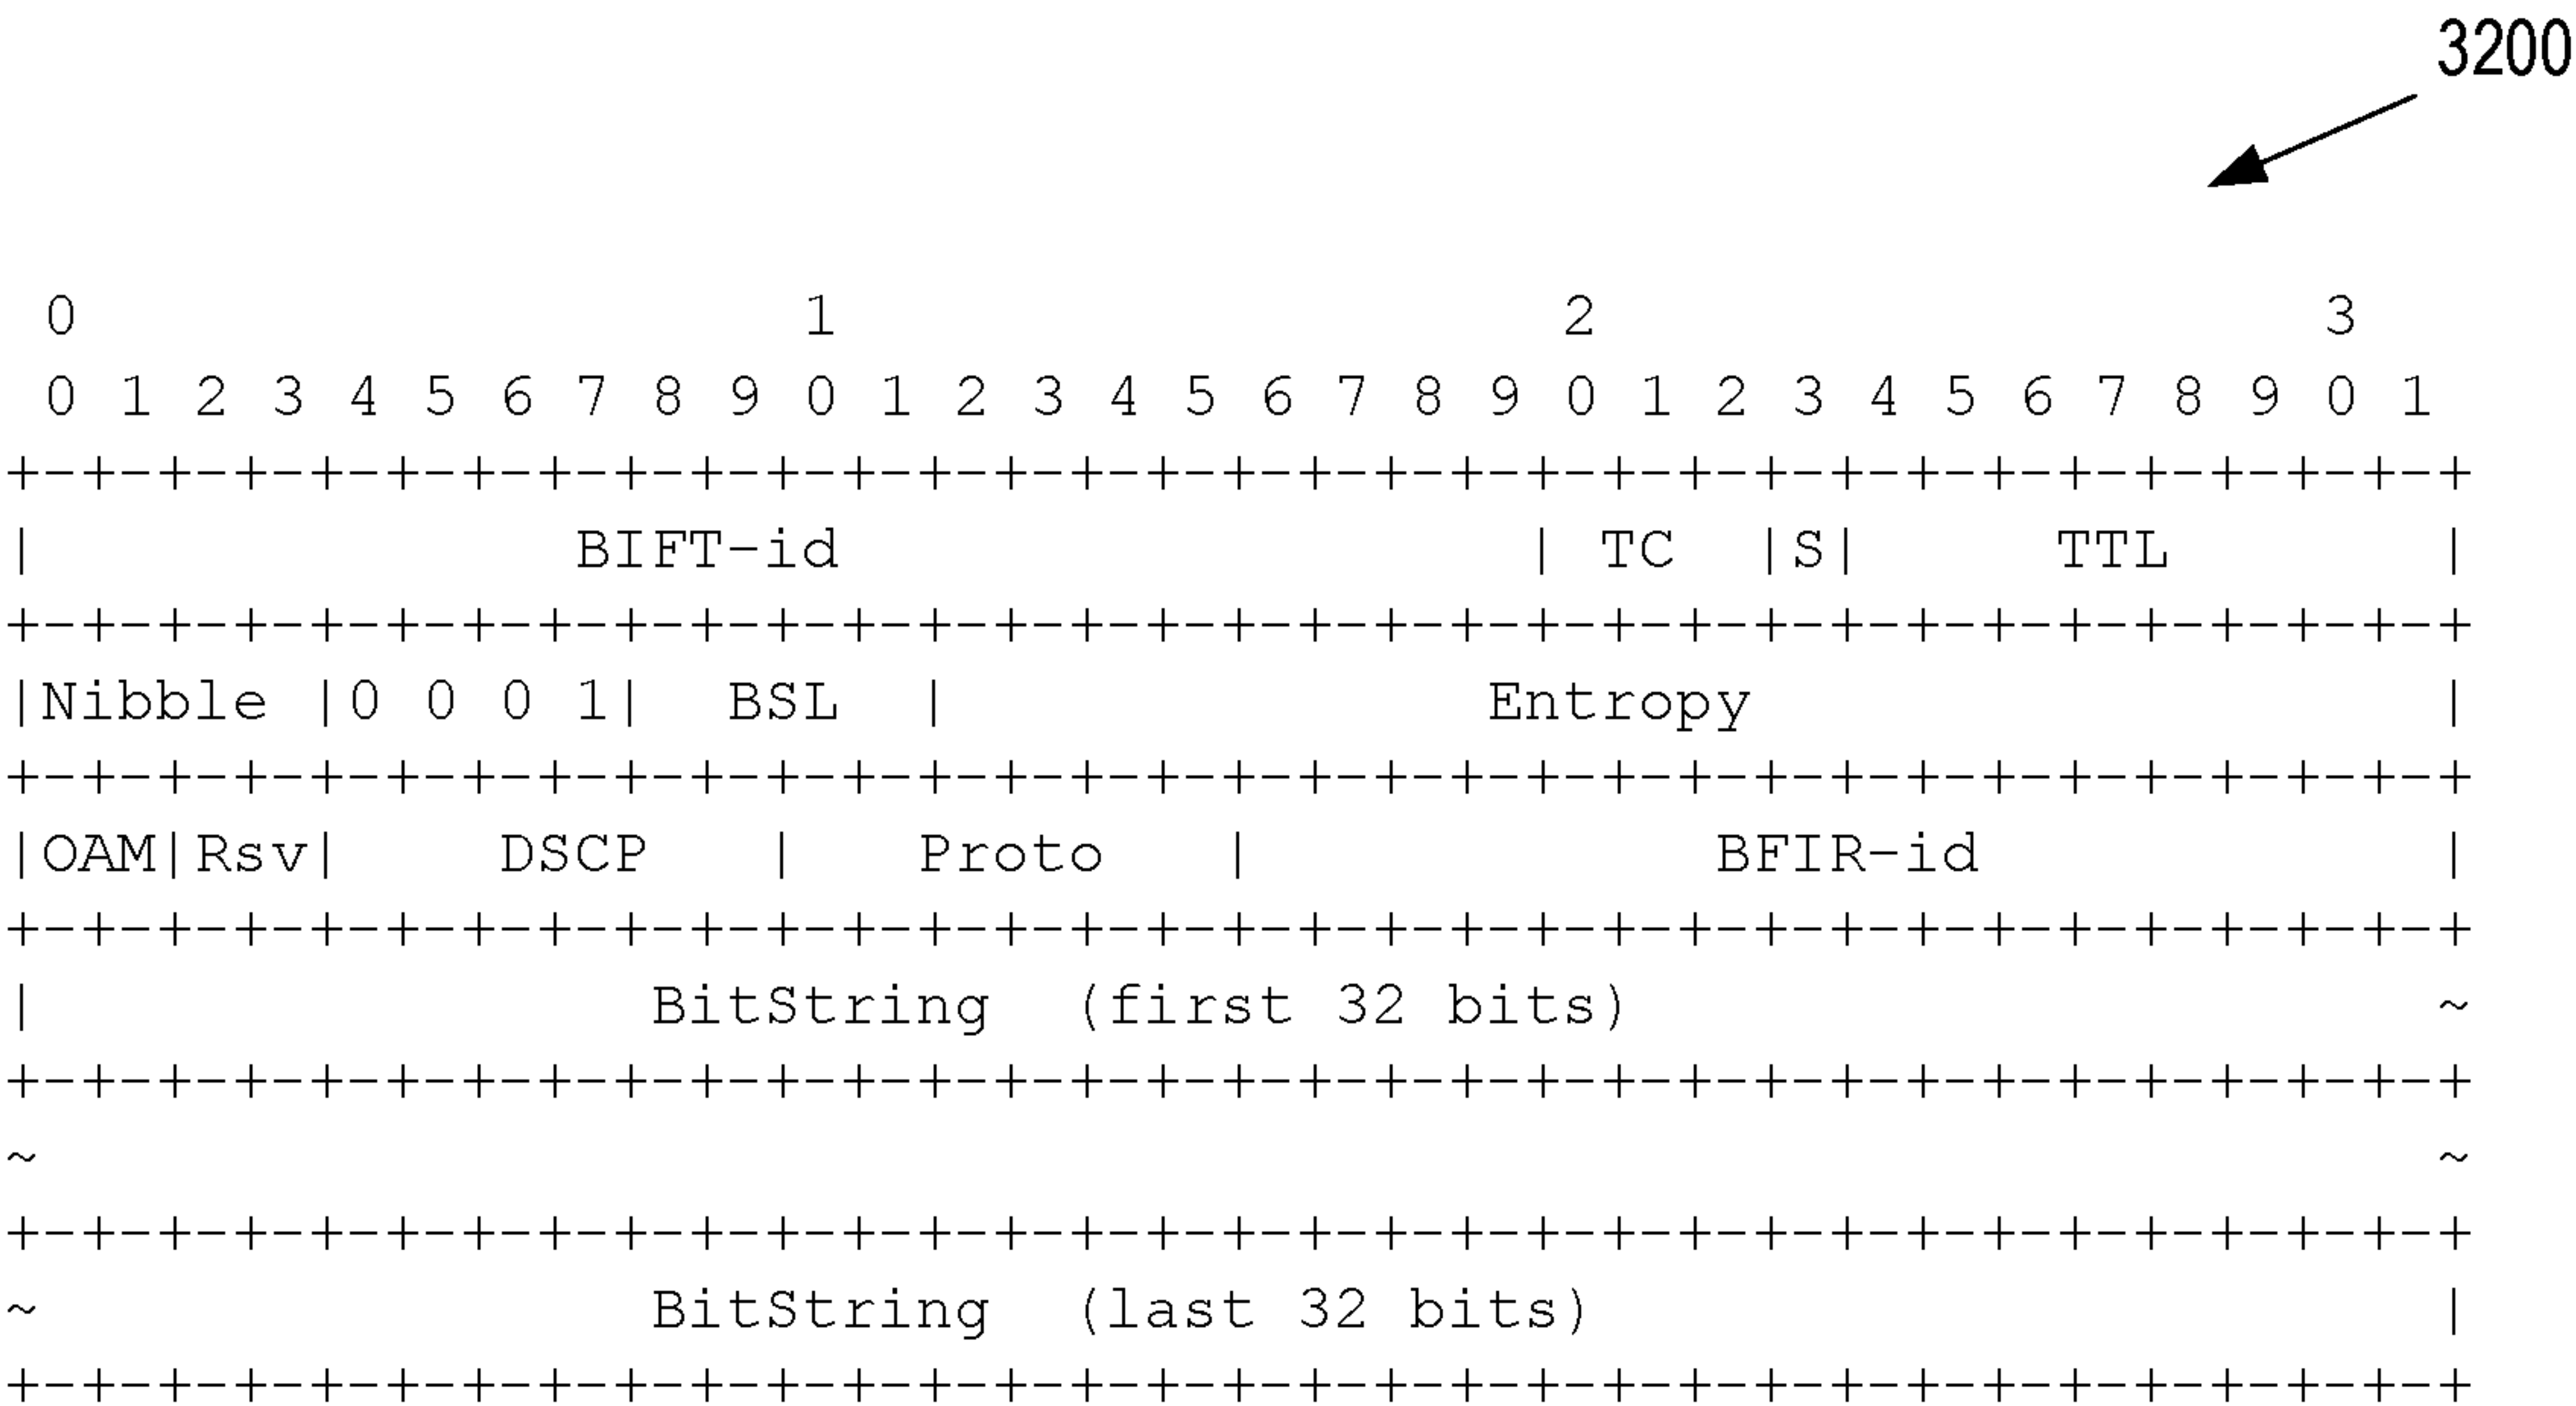 3200
 0                   1                   2                   3
 0 1 2 3 4 5 6 7 8 9 0 1 2 3 4 5 6 7 8 9 0 1 2 3 4 5 6 7 8 9 0 1
+-+-+-+-+-+-+-+-+-+-+-+-+-+-+-+-+-+-+-+-+-+-+-+-+-+-+-+-+-+-+-+-+
|              BIFT-id                  | TC  |S|     TTL       |
+-+-+-+-+-+-+-+-+-+-+-+-+-+-+-+-+-+-+-+-+-+-+-+-+-+-+-+-+-+-+-+-+
|Nibble |0 0 0 1|  BSL  |              Entropy                  |
+-+-+-+-+-+-+-+-+-+-+-+-+-+-+-+-+-+-+-+-+-+-+-+-+-+-+-+-+-+-+-+-+
|OAM|Rsv|    DSCP   |   Proto   |            BFIR-id            |
+-+-+-+-+-+-+-+-+-+-+-+-+-+-+-+-+-+-+-+-+-+-+-+-+-+-+-+-+-+-+-+-+
|                BitString  (first 32 bits)                     ~
+-+-+-+-+-+-+-+-+-+-+-+-+-+-+-+-+-+-+-+-+-+-+-+-+-+-+-+-+-+-+-+-+
~                                                               ~
+-+-+-+-+-+-+-+-+-+-+-+-+-+-+-+-+-+-+-+-+-+-+-+-+-+-+-+-+-+-+-+-+
~                BitString  (last 32 bits)                      |
+-+-+-+-+-+-+-+-+-+-+-+-+-+-+-+-+-+-+-+-+-+-+-+-+-+-+-+-+-+-+-+-+